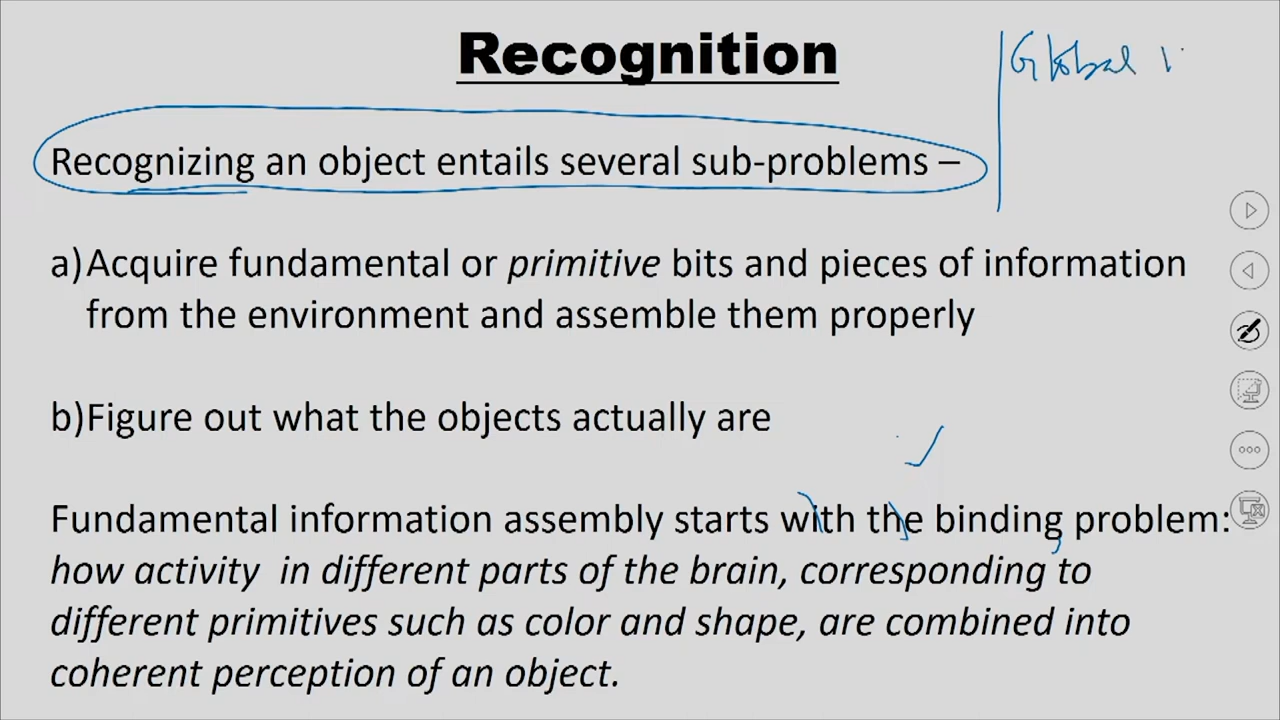 Recognition
Global
Recognizing an object entails several sub-problems –
a)Acquire fundamental or primitive bits and pieces of information
from the environment and assemble them properly
b)Figure out what the objects actually are
Fundamental information assembly starts with the binding problem:
how activity in different parts of the brain, corresponding to
different primitives such as color and shape, are combined into
coherent perception of an object.